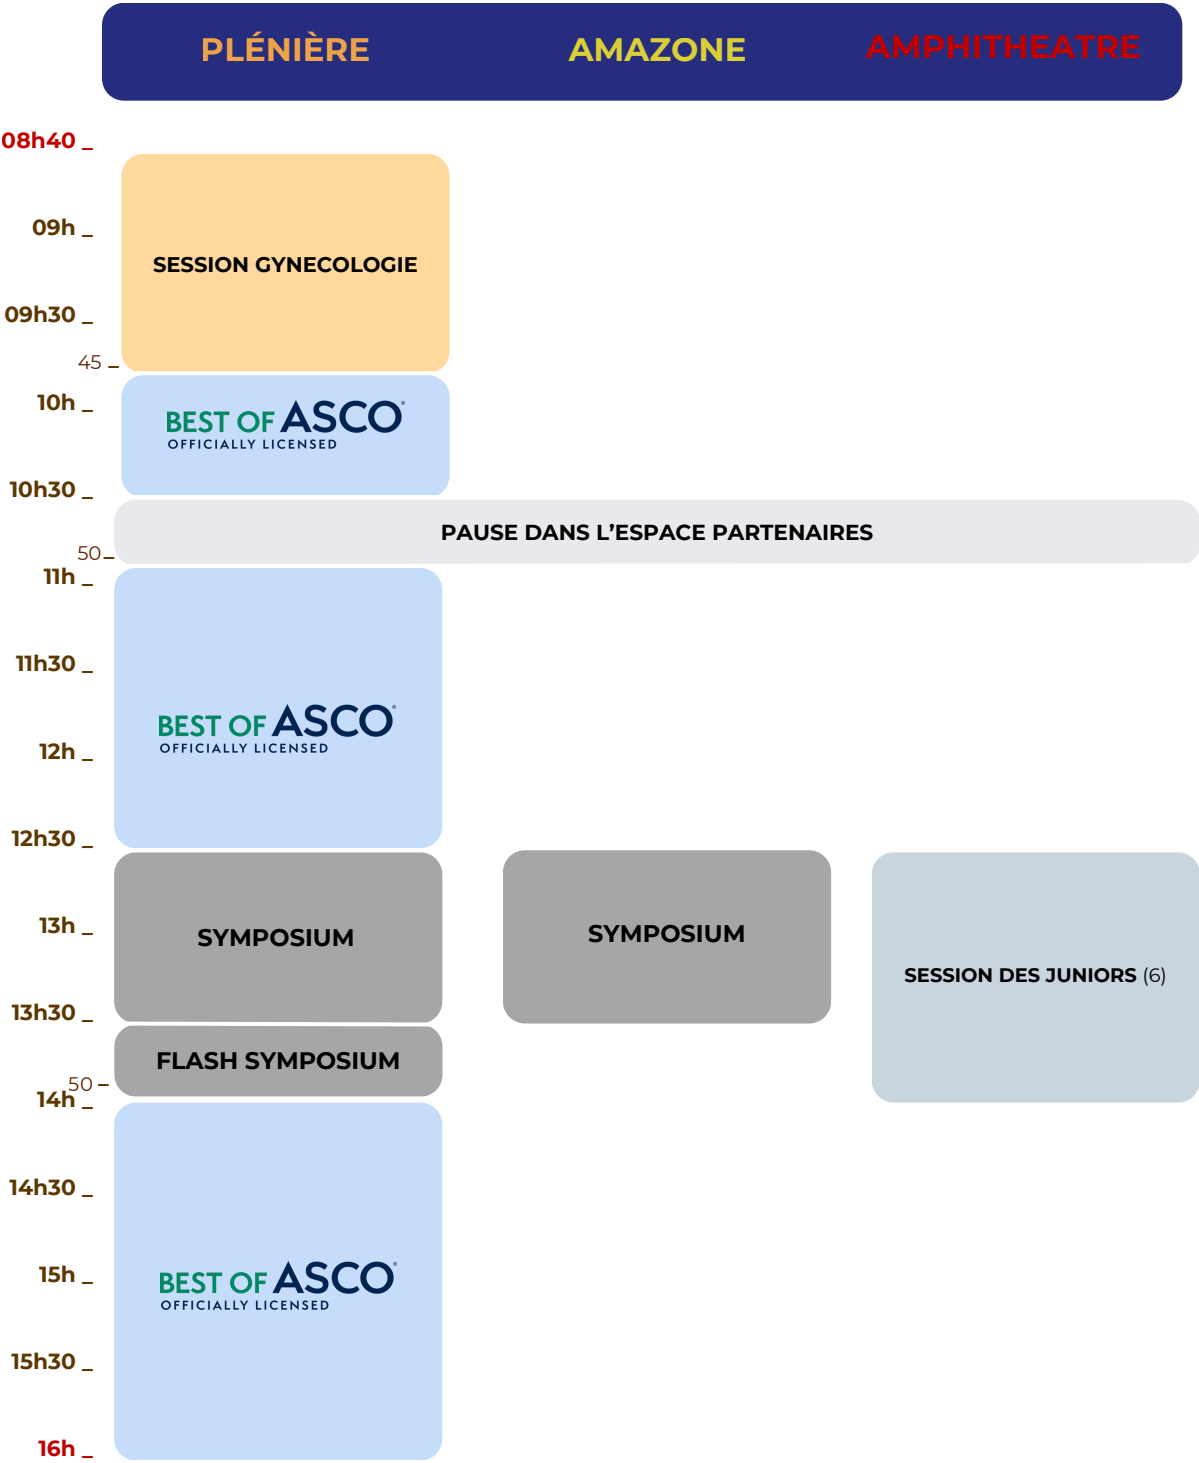 PLÉNIÈRE AMAZONE AMPHITHEATRE
08h40 _
09h _
SESSION GYNECOLOGIE
09h30 _
45 _
10h _
BEST OF ASCO®
OFFICIALLY LICENSED
10h30 _
PAUSE DANS L’ESPACE PARTENAIRES
50 _
11h _
11h30 _
BEST OF ASCO®
OFFICIALLY LICENSED
12h _
12h30 _
13h _
SYMPOSIUM
SYMPOSIUM
SESSION DES JUNIORS (6)
13h30 _
FLASH SYMPOSIUM
50 –
14h _
14h30 _
15h _
BEST OF ASCO®
OFFICIALLY LICENSED
15h30 _
16h _